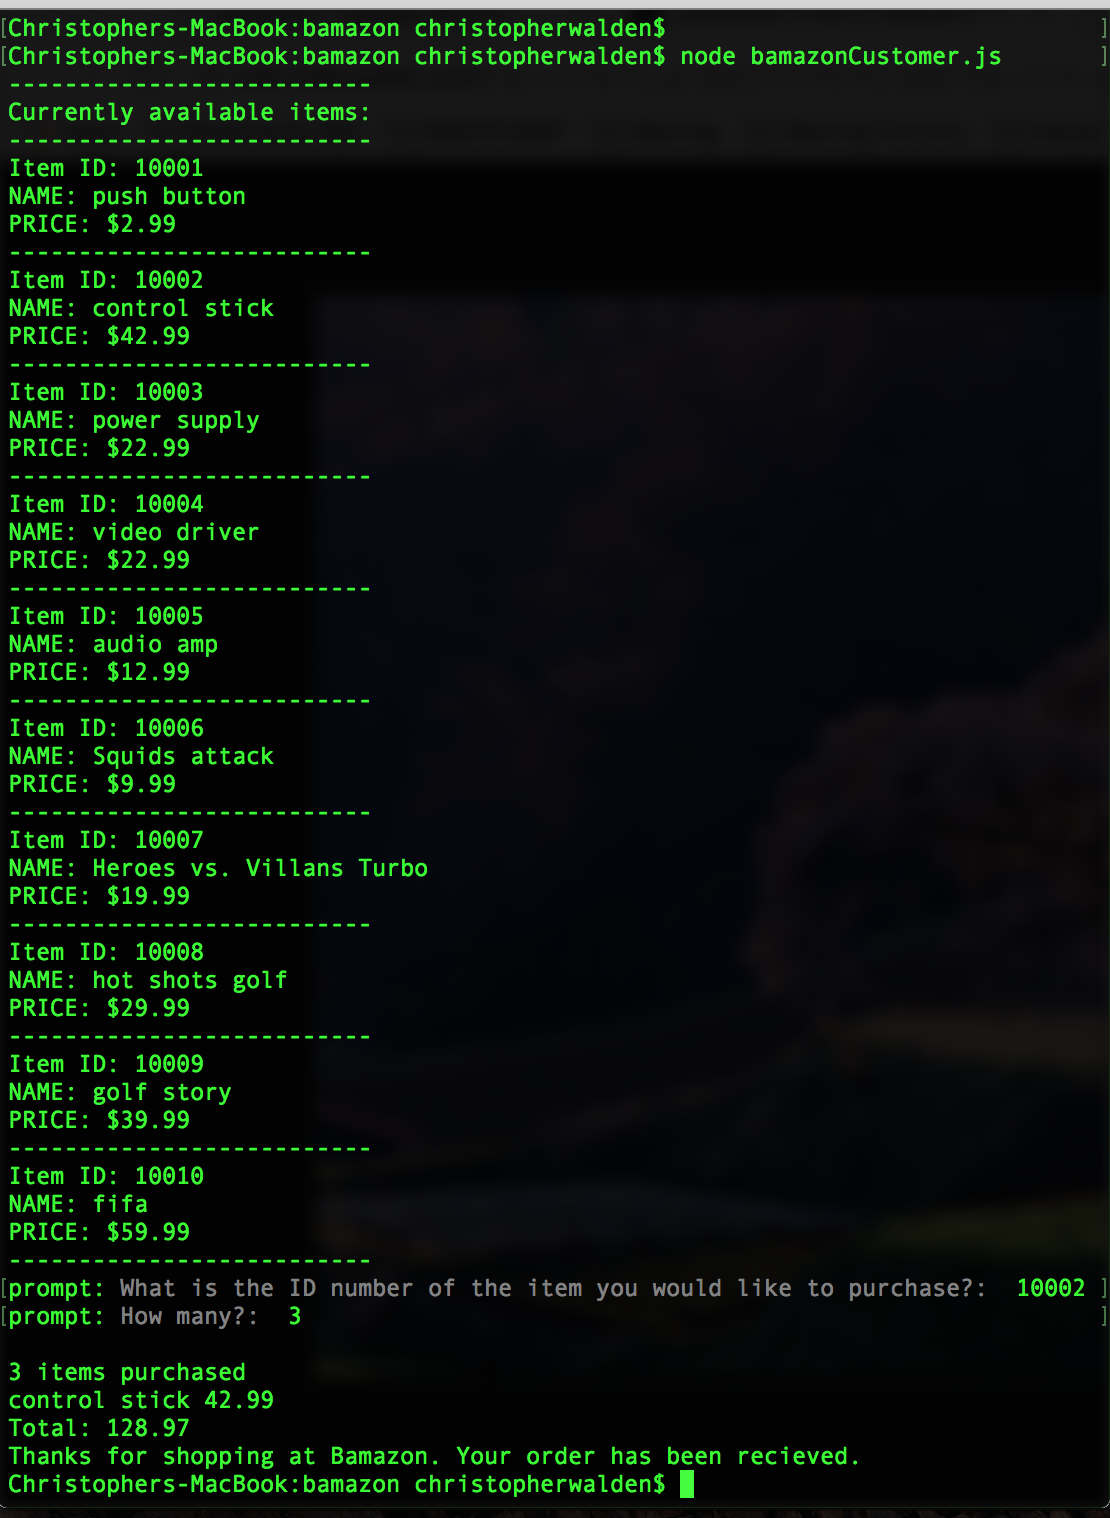 [Christophers-MacBook:bamazon christopherwalden$ ]
[Christophers-MacBook:bamazon christopherwalden$ node bamazonCustomer.js ]
--------------------------
Currently available items:
--------------------------
Item ID: 10001
NAME: push button
PRICE: $2.99
--------------------------
Item ID: 10002
NAME: control stick
PRICE: $42.99
--------------------------
Item ID: 10003
NAME: power supply
PRICE: $22.99
--------------------------
Item ID: 10004
NAME: video driver
PRICE: $22.99
--------------------------
Item ID: 10005
NAME: audio amp
PRICE: $12.99
--------------------------
Item ID: 10006
NAME: Squids attack
PRICE: $9.99
--------------------------
Item ID: 10007
NAME: Heroes vs. Villans Turbo
PRICE: $19.99
--------------------------
Item ID: 10008
NAME: hot shots golf
PRICE: $29.99
--------------------------
Item ID: 10009
NAME: golf story
PRICE: $39.99
--------------------------
Item ID: 10010
NAME: fifa
PRICE: $59.99
--------------------------
[prompt: What is the ID number of the item you would like to purchase?:  10002 ]
[prompt: How many?:  3 ]
3 items purchased
control stick 42.99
Total: 128.97
Thanks for shopping at Bamazon. Your order has been recieved.
Christophers-MacBook:bamazon christopherwalden$